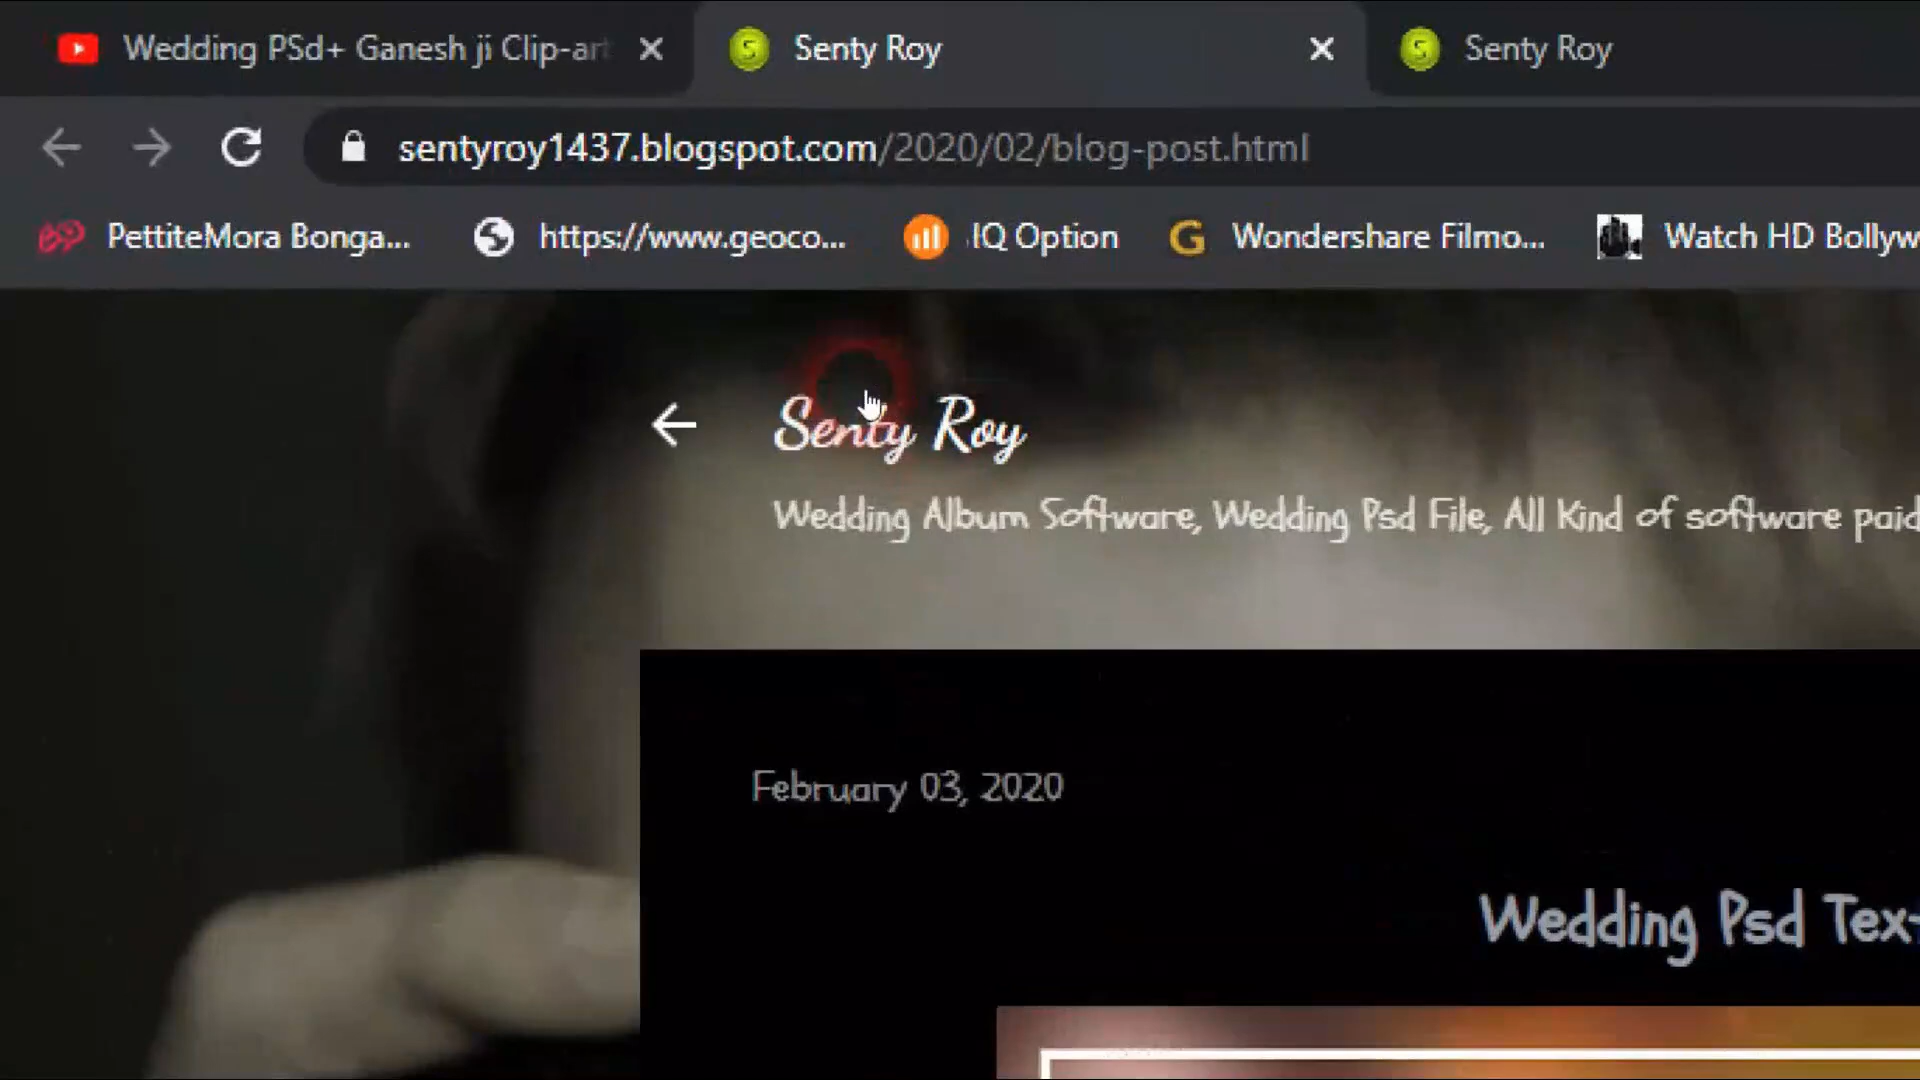 Wedding PSd+ Ganesh ji Clip-art
Senty Roy
Senty Roy
sentyroy1437.blogspot.com/2020/02/blog-post.html
PettiteMora Bonga...
https://www.geoco...
IQ Option
Wondershare Filmo...
Watch HD Bollyw
Senty Roy
Wedding Album Software, Wedding Psd File, All Kind of software paid
February 03, 2020
Wedding Psd Text